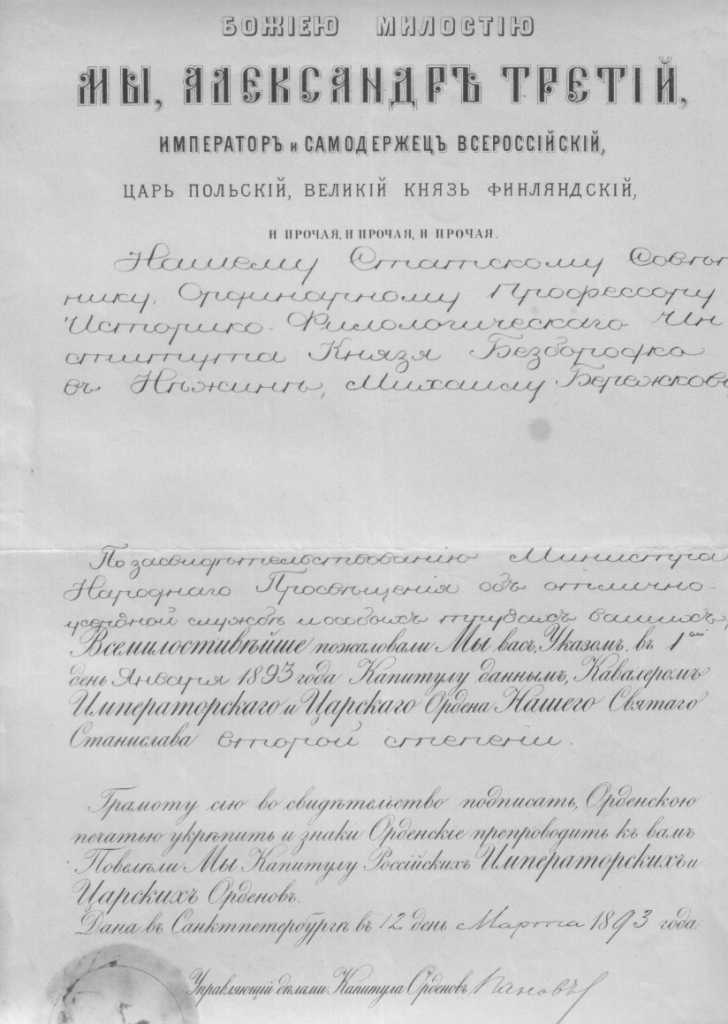 БОЖІЕЮ МИЛОСТІЮ
МЫ, АЛЕКСАНДРЪ ТРЕТІЙ,
ИМПЕРАТОРЪ и САМОДЕРЖЕЦЪ ВСЕРОССІЙСКІЙ,
ЦАРЬ ПОЛЬСКІЙ, ВЕЛИКІЙ КНЯЗЬ ФИНЛЯНДСКІЙ,
И ПРОЧАЯ, И ПРОЧАЯ, И ПРОЧАЯ.
Нашему Статскому Совѣт
нику, Ординарному Профессору
Историко-Филологическаго Ин
ститута Князя Безбородко
въ Нѣжинѣ, Михаилу Бережков
По засвидѣтельствованію Министра
Народнаго Просвѣщенія объ отлично-
усердной службѣ и особыхъ трудахъ вашихъ,
Всемилостивѣйше пожаловали Мы васъ, Указомъ, въ 1ый
день Января 1893 года Капитулу даннымъ, Кавалеромъ
Императорскаго и Царскаго Ордена Нашего Святаго
Станислава второй степени.
Грамоту сію во свидѣтельство подписать, Орденскою
печатью укрѣпить и знаки Орденскіе препроводить къ вамъ
Повелѣли Мы Капитулу Россійскихъ Императорскихъ и
Царскихъ Орденовъ.
Дана въ Санктпетербургѣ въ 12 день Марта 1893 года
Управляющій дѣлами Капитула Орденовъ Пановъ